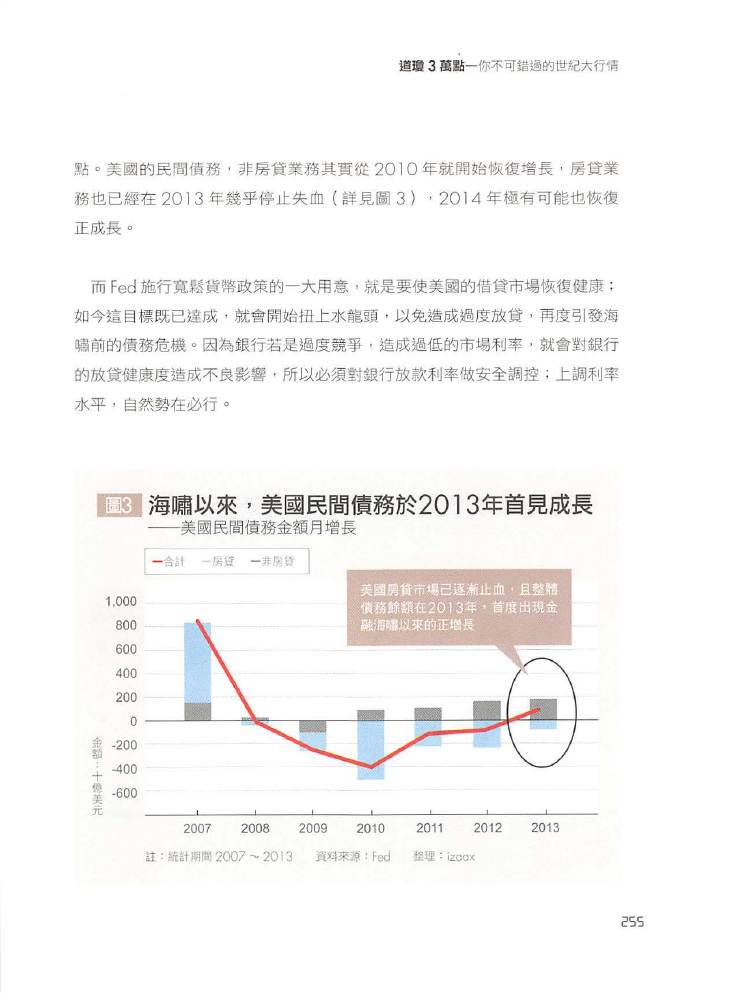 道瓊 3 萬點—你不可錯過的世紀大行情
點。美國的民間債務，非房貸業務其實從 2010 年就開始恢復增長，房貸業
務也已經在 2013 年幾乎停止失血（詳見圖 3），2014 年極有可能也恢復
正成長。
而 Fed 施行寬鬆貨幣政策的一大用意，就是要使美國的借貸市場恢復健康；
如今這目標既已達成，就會開始扭上水龍頭，以免造成過度放貸，再度引發海
嘯前的債務危機。因為銀行若是過度競爭，造成過低的市場利率，就會對銀行
的放貸健康度造成不良影響，所以必須對銀行放款利率做安全調控；上調利率
水平，自然勢在必行。
圖3 海嘯以來，美國民間債務於2013年首見成長
——美國民間債務金額月增長
合計 房貸 非房貸
美國房貸市場已逐漸止血，且整體
債務餘額在2013年，首度出現金
融海嘯以來的正增長
1,000
800
600
400
200
0
-200
-400
-600
金額：十億美元
2007 2008 2009 2010 2011 2012 2013
註：統計期間 2007 ～ 2013 資料來源：Fed 整理：izaax
255